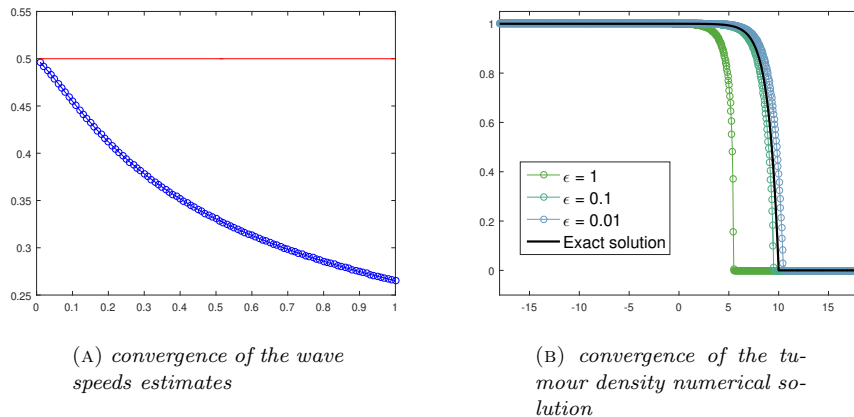 0.55
0.5
0.45
0.4
0.35
0.3
0.25
0 0.1 0.2 0.3 0.4 0.5 0.6 0.7 0.8 0.9 1
1
0.8
0.6
0.4
0.2
0
-15 -10 -5 0 5 10 15
ϵ = 1
ϵ = 0.1
ϵ = 0.01
Exact solution
(A) convergence of the wave
speeds estimates
(B) convergence of the tu-
mour density numerical so-
lution